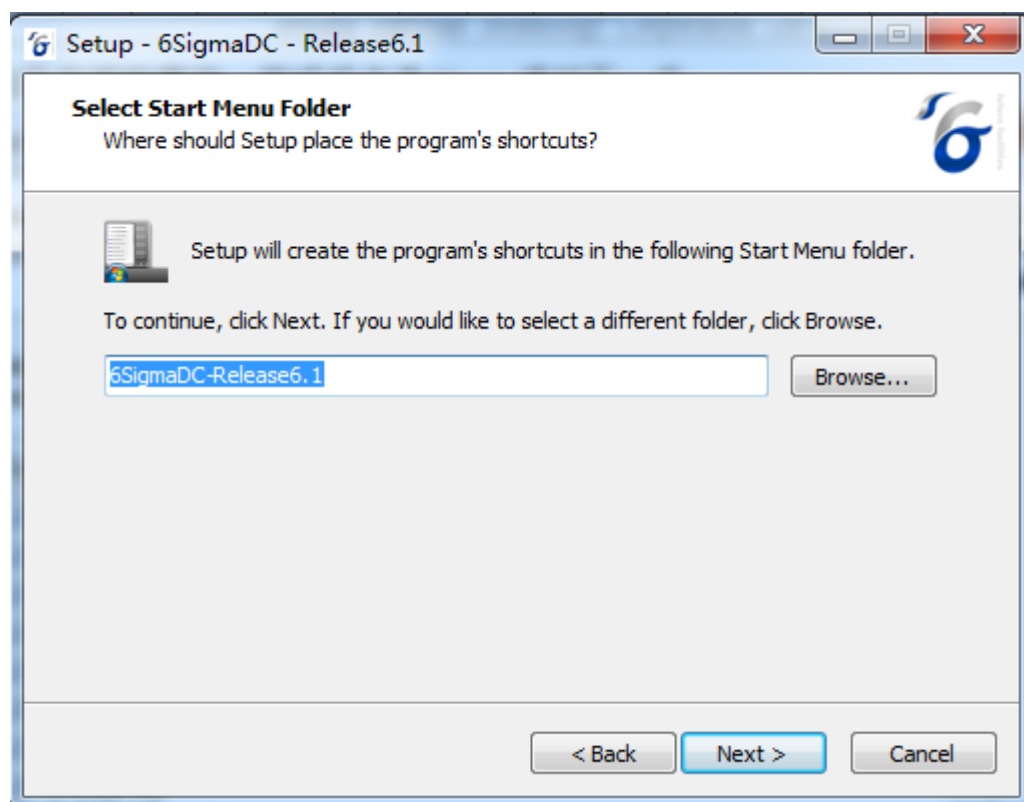 Setup - 6SigmaDC - Release6.1
Select Start Menu Folder
Where should Setup place the program's shortcuts?
Setup will create the program's shortcuts in the following Start Menu folder.
To continue, click Next. If you would like to select a different folder, click Browse.
6SigmaDC-Release6.1
Browse...
< Back
Next >
Cancel